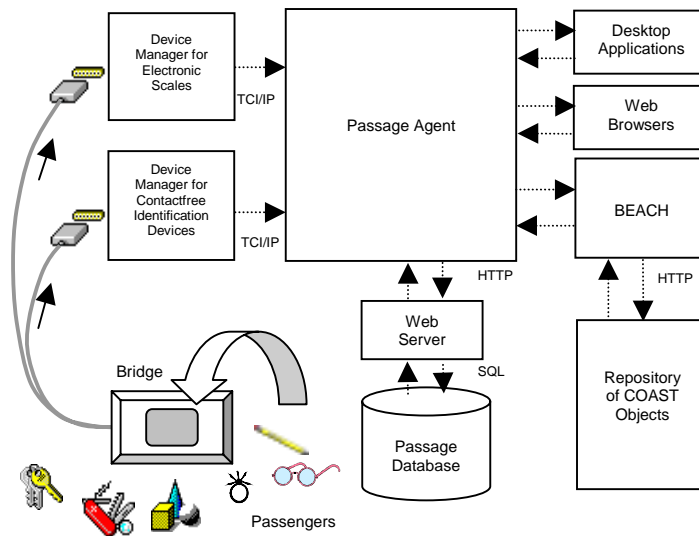 Device
Manager for
Electronic
Scales
TCI/IP
Passage Agent
Desktop
Applications
Web
Browsers
Device
Manager for
Contactfree
Identification
Devices
TCI/IP
BEACH
HTTP
HTTP
Web
Server
SQL
Bridge
Passage
Database
Repository
of COAST
Objects
Passengers